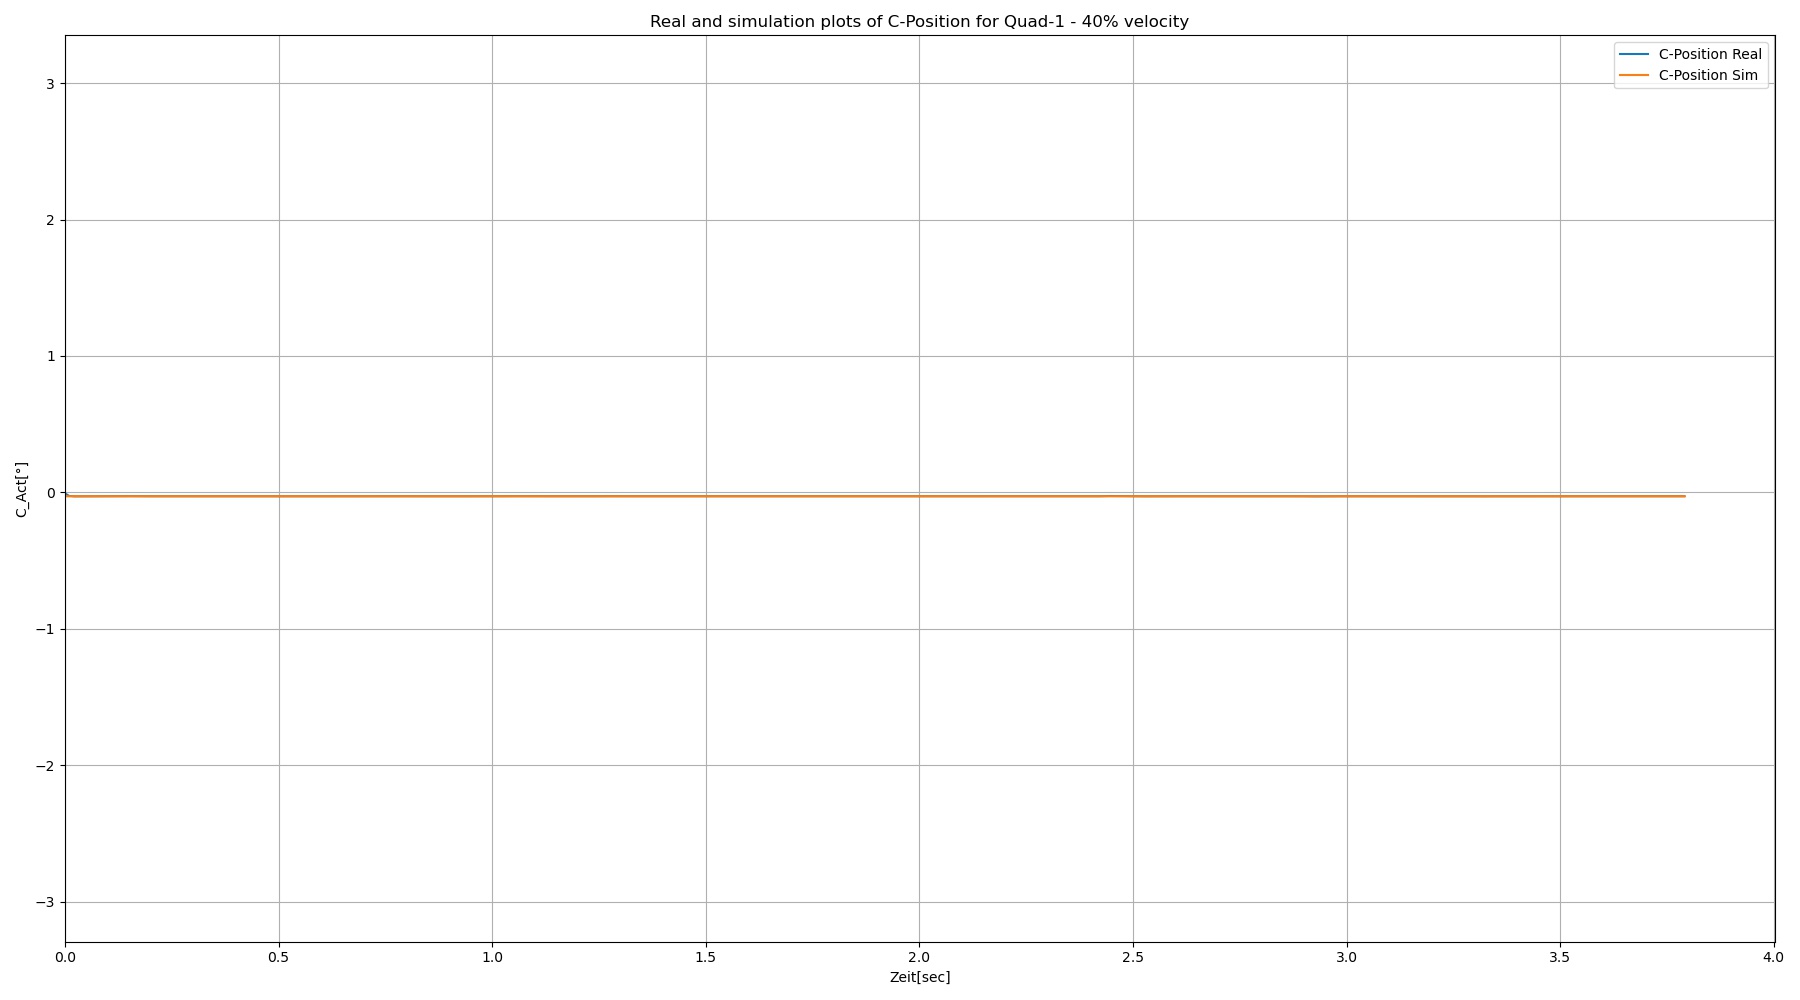 Real and simulation plots of C-Position for Quad-1 - 40% velocity
C-Position Real
C-Position Sim
3
2
1
0
−1
−2
−3
C_Act[°]
0.0 0.5 1.0 1.5 2.0 2.5 3.0 3.5 4.0
Zeit[sec]